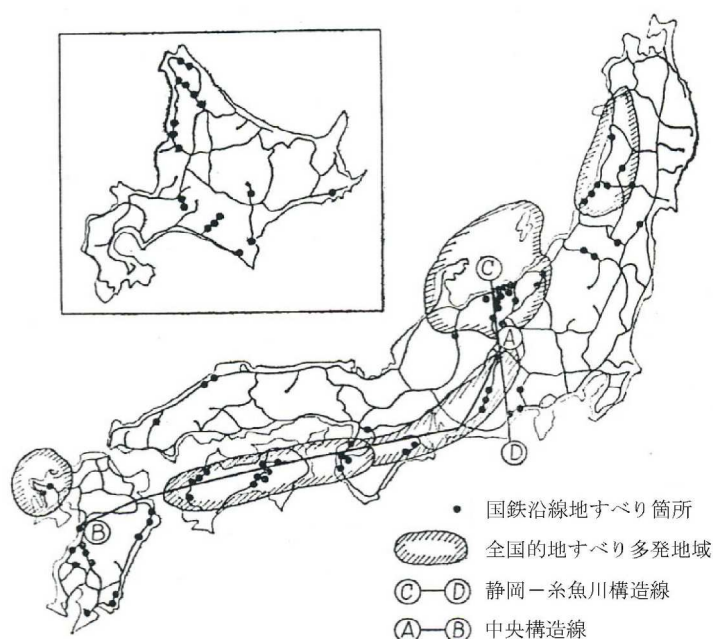 Ⓒ
Ⓐ
Ⓓ
Ⓑ
国鉄沿線地すべり箇所
全国的地すべり多発地域
Ⓒ─Ⓓ 静岡－糸魚川構造線
Ⓐ─Ⓑ 中央構造線